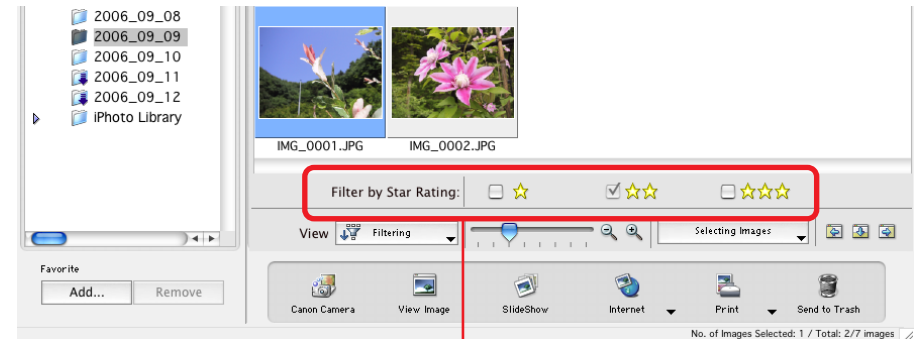 2006_09_08
2006_09_09
2006_09_10
2006_09_11
2006_09_12
iPhoto Library
IMG_0001.JPG
IMG_0002.JPG
Filter by Star Rating:
View
Filtering
Selecting Images
Favorite
Add...
Remove
Canon Camera
View Image
SlideShow
Internet
Print
Send to Trash
No. of Images Selected: 1 / Total: 2/7 images